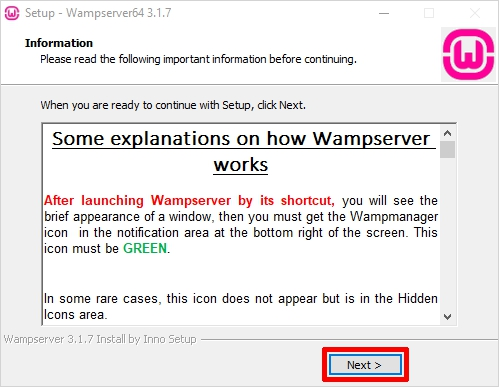 Setup - Wampserver64 3.1.7
Information
Please read the following important information before continuing.
When you are ready to continue with Setup, click Next.
Some explanations on how Wampserver
works
After launching Wampserver by its shortcut, you will see the
brief appearance of a window, then you must get the Wampmanager
icon in the notification area at the bottom right of the screen. This
icon must be GREEN.
In some rare cases, this icon does not appear but is in the Hidden
Icons area.
Wampserver 3.1.7 Install by Inno Setup
Next >